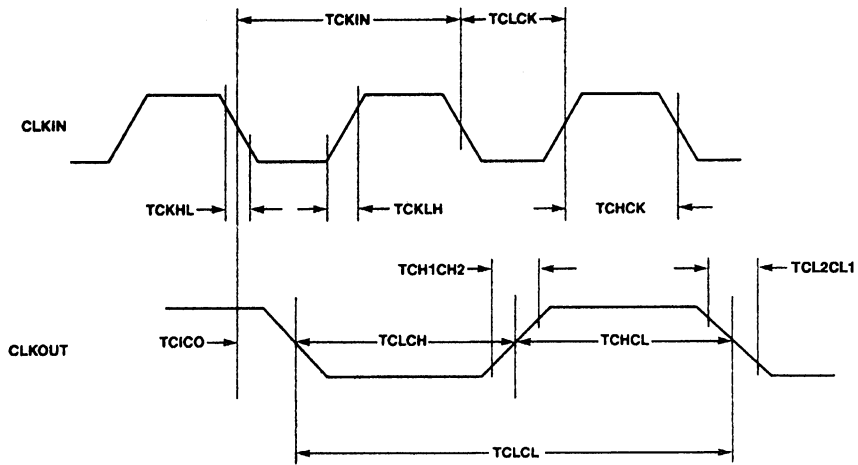 TCKIN
TCLCK
CLKIN
TCKHL
TCKLH
TCHCK
TCH1CH2
TCL2CL1
CLKOUT
TCICO
TCLCH
TCHCL
TCLCL